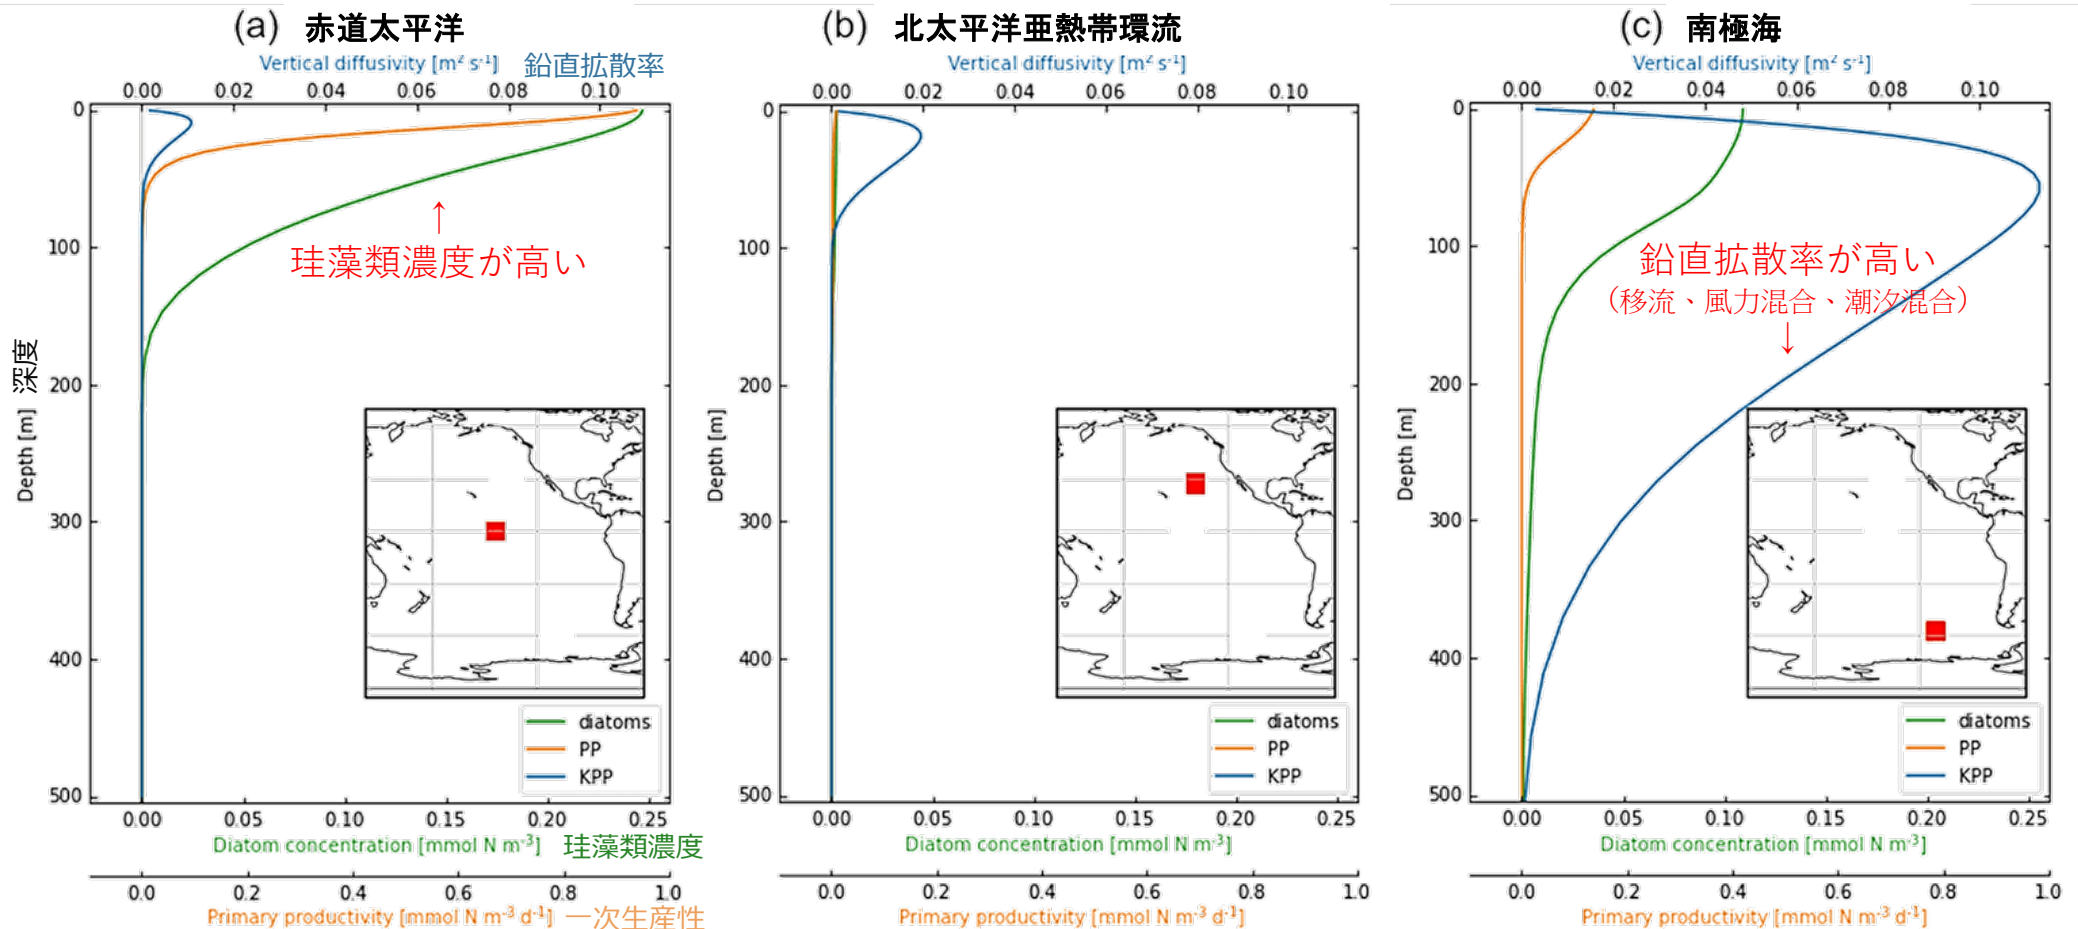 (a) 赤道太平洋
Vertical diffusivity [m² s⁻¹] 鉛直拡散率
0.00 0.02 0.04 0.06 0.08 0.10
0
100
200
300
400
500
深度
Depth [m]
↑
珪藻類濃度が高い
diatoms
PP
KPP
0.00 0.05 0.10 0.15 0.20 0.25
Diatom concentration [mmol N m⁻³] 珪藻類濃度
0.0 0.2 0.4 0.6 0.8 1.0
Primary productivity [mmol N m⁻³ d⁻¹] 一次生産性
(b) 北太平洋亜熱帯環流
Vertical diffusivity [m² s⁻¹]
0.00 0.02 0.04 0.06 0.08 0.10
0
100
200
300
400
500
Depth [m]
diatoms
PP
KPP
0.00 0.05 0.10 0.15 0.20 0.25
Diatom concentration [mmol N m⁻³]
0.0 0.2 0.4 0.6 0.8 1.0
Primary productivity [mmol N m⁻³ d⁻¹]
(c) 南極海
Vertical diffusivity [m² s⁻¹]
0.00 0.02 0.04 0.06 0.08 0.10
0
100
200
300
400
500
Depth [m]
鉛直拡散率が高い
（移流、風力混合、潮汐混合）
↓
diatoms
PP
KPP
0.00 0.05 0.10 0.15 0.20 0.25
Diatom concentration [mmol N m⁻³]
0.0 0.2 0.4 0.6 0.8 1.0
Primary productivity [mmol N m⁻³ d⁻¹]